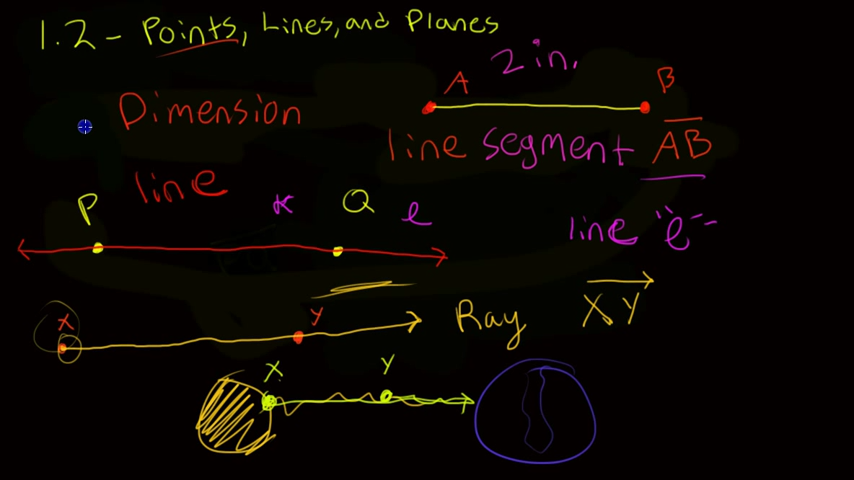 1.2 - Points, Lines, and Planes
2 in.
A B
Dimension
line segment AB
line
P K Q l
line "l"
X Y Ray XY
X Y